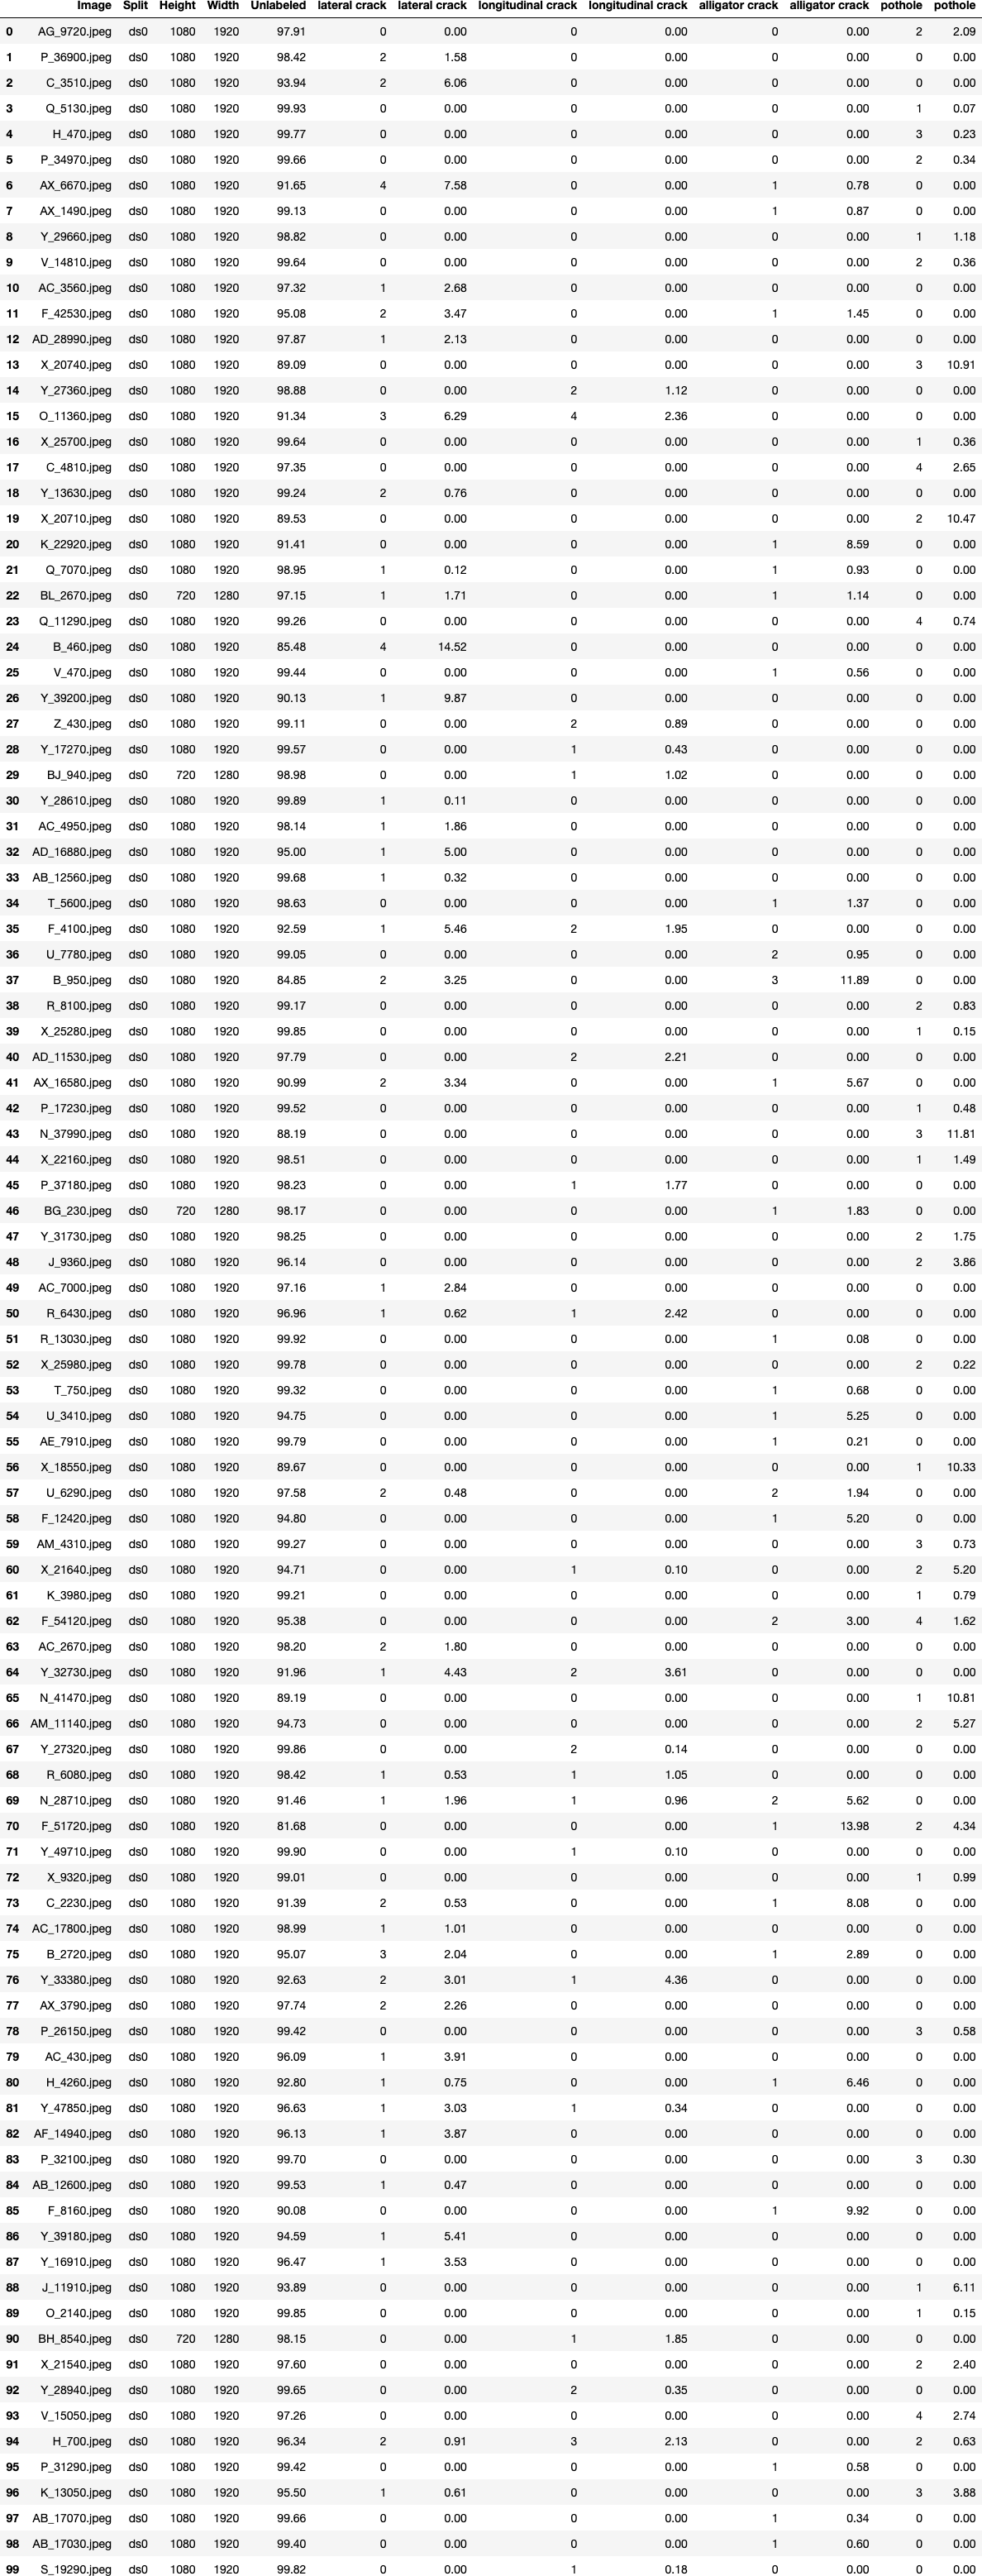 Image Split Height Width Unlabeled lateral crack lateral crack longitudinal crack longitudinal crack alligator crack alligator crack pothole pothole
0 AG_9720.jpeg ds0 1080 1920 97.91 0 0.00 0 0.00 0 0.00 2 2.09
1 P_36900.jpeg ds0 1080 1920 98.42 2 1.58 0 0.00 0 0.00 0 0.00
2 C_3510.jpeg ds0 1080 1920 93.94 2 6.06 0 0.00 0 0.00 0 0.00
3 Q_5130.jpeg ds0 1080 1920 99.93 0 0.00 0 0.00 0 0.00 1 0.07
4 H_470.jpeg ds0 1080 1920 99.77 0 0.00 0 0.00 0 0.00 3 0.23
5 P_34970.jpeg ds0 1080 1920 99.66 0 0.00 0 0.00 0 0.00 2 0.34
6 AX_6670.jpeg ds0 1080 1920 91.65 4 7.58 0 0.00 1 0.78 0 0.00
7 AX_1490.jpeg ds0 1080 1920 99.13 0 0.00 0 0.00 1 0.87 0 0.00
8 Y_29660.jpeg ds0 1080 1920 98.82 0 0.00 0 0.00 0 0.00 1 1.18
9 V_14810.jpeg ds0 1080 1920 99.64 0 0.00 0 0.00 0 0.00 2 0.36
10 AC_3560.jpeg ds0 1080 1920 97.32 1 2.68 0 0.00 0 0.00 0 0.00
11 F_42530.jpeg ds0 1080 1920 95.08 2 3.47 0 0.00 1 1.45 0 0.00
12 AD_28990.jpeg ds0 1080 1920 97.87 1 2.13 0 0.00 0 0.00 0 0.00
13 X_20740.jpeg ds0 1080 1920 89.09 0 0.00 0 0.00 0 0.00 3 10.91
14 Y_27360.jpeg ds0 1080 1920 98.88 0 0.00 2 1.12 0 0.00 0 0.00
15 O_11360.jpeg ds0 1080 1920 91.34 3 6.29 4 2.36 0 0.00 0 0.00
16 X_25700.jpeg ds0 1080 1920 99.64 0 0.00 0 0.00 0 0.00 1 0.36
17 C_4810.jpeg ds0 1080 1920 97.35 0 0.00 0 0.00 0 0.00 4 2.65
18 Y_13630.jpeg ds0 1080 1920 99.24 2 0.76 0 0.00 0 0.00 0 0.00
19 X_20710.jpeg ds0 1080 1920 89.53 0 0.00 0 0.00 0 0.00 2 10.47
20 K_22920.jpeg ds0 1080 1920 91.41 0 0.00 0 0.00 1 8.59 0 0.00
21 Q_7070.jpeg ds0 1080 1920 98.95 1 0.12 0 0.00 1 0.93 0 0.00
22 BL_2670.jpeg ds0 720 1280 97.15 1 1.71 0 0.00 1 1.14 0 0.00
23 Q_11290.jpeg ds0 1080 1920 99.26 0 0.00 0 0.00 0 0.00 4 0.74
24 B_460.jpeg ds0 1080 1920 85.48 4 14.52 0 0.00 0 0.00 0 0.00
25 V_470.jpeg ds0 1080 1920 99.44 0 0.00 0 0.00 1 0.56 0 0.00
26 Y_39200.jpeg ds0 1080 1920 90.13 1 9.87 0 0.00 0 0.00 0 0.00
27 Z_430.jpeg ds0 1080 1920 99.11 0 0.00 2 0.89 0 0.00 0 0.00
28 Y_17270.jpeg ds0 1080 1920 99.57 0 0.00 1 0.43 0 0.00 0 0.00
29 BJ_940.jpeg ds0 720 1280 98.98 0 0.00 1 1.02 0 0.00 0 0.00
30 Y_28610.jpeg ds0 1080 1920 99.89 1 0.11 0 0.00 0 0.00 0 0.00
31 AC_4950.jpeg ds0 1080 1920 98.14 1 1.86 0 0.00 0 0.00 0 0.00
32 AD_16880.jpeg ds0 1080 1920 95.00 1 5.00 0 0.00 0 0.00 0 0.00
33 AB_12560.jpeg ds0 1080 1920 99.68 1 0.32 0 0.00 0 0.00 0 0.00
34 T_5600.jpeg ds0 1080 1920 98.63 0 0.00 0 0.00 1 1.37 0 0.00
35 F_4100.jpeg ds0 1080 1920 92.59 1 5.46 2 1.95 0 0.00 0 0.00
36 U_7780.jpeg ds0 1080 1920 99.05 0 0.00 0 0.00 2 0.95 0 0.00
37 B_950.jpeg ds0 1080 1920 84.85 2 3.25 0 0.00 3 11.89 0 0.00
38 R_8100.jpeg ds0 1080 1920 99.17 0 0.00 0 0.00 0 0.00 2 0.83
39 X_25280.jpeg ds0 1080 1920 99.85 0 0.00 0 0.00 0 0.00 1 0.15
40 AD_11530.jpeg ds0 1080 1920 97.79 0 0.00 2 2.21 0 0.00 0 0.00
41 AX_16580.jpeg ds0 1080 1920 90.99 2 3.34 0 0.00 1 5.67 0 0.00
42 P_17230.jpeg ds0 1080 1920 99.52 0 0.00 0 0.00 0 0.00 1 0.48
43 N_37990.jpeg ds0 1080 1920 88.19 0 0.00 0 0.00 0 0.00 3 11.81
44 X_22160.jpeg ds0 1080 1920 98.51 0 0.00 0 0.00 0 0.00 1 1.49
45 P_37180.jpeg ds0 1080 1920 98.23 0 0.00 1 1.77 0 0.00 0 0.00
46 BG_230.jpeg ds0 720 1280 98.17 0 0.00 0 0.00 1 1.83 0 0.00
47 Y_31730.jpeg ds0 1080 1920 98.25 0 0.00 0 0.00 0 0.00 2 1.75
48 J_9360.jpeg ds0 1080 1920 96.14 0 0.00 0 0.00 0 0.00 2 3.86
49 AC_7000.jpeg ds0 1080 1920 97.16 1 2.84 0 0.00 0 0.00 0 0.00
50 R_6430.jpeg ds0 1080 1920 96.96 1 0.62 1 2.42 0 0.00 0 0.00
51 R_13030.jpeg ds0 1080 1920 99.92 0 0.00 0 0.00 1 0.08 0 0.00
52 X_25980.jpeg ds0 1080 1920 99.78 0 0.00 0 0.00 0 0.00 2 0.22
53 T_750.jpeg ds0 1080 1920 99.32 0 0.00 0 0.00 1 0.68 0 0.00
54 U_3410.jpeg ds0 1080 1920 94.75 0 0.00 0 0.00 1 5.25 0 0.00
55 AE_7910.jpeg ds0 1080 1920 99.79 0 0.00 0 0.00 1 0.21 0 0.00
56 X_18550.jpeg ds0 1080 1920 89.67 0 0.00 0 0.00 0 0.00 1 10.33
57 U_6290.jpeg ds0 1080 1920 97.58 2 0.48 0 0.00 2 1.94 0 0.00
58 F_12420.jpeg ds0 1080 1920 94.80 0 0.00 0 0.00 1 5.20 0 0.00
59 AM_4310.jpeg ds0 1080 1920 99.27 0 0.00 0 0.00 0 0.00 3 0.73
60 X_21640.jpeg ds0 1080 1920 94.71 0 0.00 1 0.10 0 0.00 2 5.20
61 K_3980.jpeg ds0 1080 1920 99.21 0 0.00 0 0.00 0 0.00 1 0.79
62 F_54120.jpeg ds0 1080 1920 95.38 0 0.00 0 0.00 2 3.00 4 1.62
63 AC_2670.jpeg ds0 1080 1920 98.20 2 1.80 0 0.00 0 0.00 0 0.00
64 Y_32730.jpeg ds0 1080 1920 91.96 1 4.43 2 3.61 0 0.00 0 0.00
65 N_41470.jpeg ds0 1080 1920 89.19 0 0.00 0 0.00 0 0.00 1 10.81
66 AM_11140.jpeg ds0 1080 1920 94.73 0 0.00 0 0.00 0 0.00 2 5.27
67 Y_27320.jpeg ds0 1080 1920 99.86 0 0.00 2 0.14 0 0.00 0 0.00
68 R_6080.jpeg ds0 1080 1920 98.42 1 0.53 1 1.05 0 0.00 0 0.00
69 N_28710.jpeg ds0 1080 1920 91.46 1 1.96 1 0.96 2 5.62 0 0.00
70 F_51720.jpeg ds0 1080 1920 81.68 0 0.00 0 0.00 1 13.98 2 4.34
71 Y_49710.jpeg ds0 1080 1920 99.90 0 0.00 1 0.10 0 0.00 0 0.00
72 X_9320.jpeg ds0 1080 1920 99.01 0 0.00 0 0.00 0 0.00 1 0.99
73 C_2230.jpeg ds0 1080 1920 91.39 2 0.53 0 0.00 1 8.08 0 0.00
74 AC_17800.jpeg ds0 1080 1920 98.99 1 1.01 0 0.00 0 0.00 0 0.00
75 B_2720.jpeg ds0 1080 1920 95.07 3 2.04 0 0.00 1 2.89 0 0.00
76 Y_33380.jpeg ds0 1080 1920 92.63 2 3.01 1 4.36 0 0.00 0 0.00
77 AX_3790.jpeg ds0 1080 1920 97.74 2 2.26 0 0.00 0 0.00 0 0.00
78 P_26150.jpeg ds0 1080 1920 99.42 0 0.00 0 0.00 0 0.00 3 0.58
79 AC_430.jpeg ds0 1080 1920 96.09 1 3.91 0 0.00 0 0.00 0 0.00
80 H_4260.jpeg ds0 1080 1920 92.80 1 0.75 0 0.00 1 6.46 0 0.00
81 Y_47850.jpeg ds0 1080 1920 96.63 1 3.03 1 0.34 0 0.00 0 0.00
82 AF_14940.jpeg ds0 1080 1920 96.13 1 3.87 0 0.00 0 0.00 0 0.00
83 P_32100.jpeg ds0 1080 1920 99.70 0 0.00 0 0.00 0 0.00 3 0.30
84 AB_12600.jpeg ds0 1080 1920 99.53 1 0.47 0 0.00 0 0.00 0 0.00
85 F_8160.jpeg ds0 1080 1920 90.08 0 0.00 0 0.00 1 9.92 0 0.00
86 Y_39180.jpeg ds0 1080 1920 94.59 1 5.41 0 0.00 0 0.00 0 0.00
87 Y_16910.jpeg ds0 1080 1920 96.47 1 3.53 0 0.00 0 0.00 0 0.00
88 J_11910.jpeg ds0 1080 1920 93.89 0 0.00 0 0.00 0 0.00 1 6.11
89 O_2140.jpeg ds0 1080 1920 99.85 0 0.00 0 0.00 0 0.00 1 0.15
90 BH_8540.jpeg ds0 720 1280 98.15 0 0.00 1 1.85 0 0.00 0 0.00
91 X_21540.jpeg ds0 1080 1920 97.60 0 0.00 0 0.00 0 0.00 2 2.40
92 Y_28940.jpeg ds0 1080 1920 99.65 0 0.00 2 0.35 0 0.00 0 0.00
93 V_15050.jpeg ds0 1080 1920 97.26 0 0.00 0 0.00 0 0.00 4 2.74
94 H_700.jpeg ds0 1080 1920 96.34 2 0.91 3 2.13 0 0.00 2 0.63
95 P_31290.jpeg ds0 1080 1920 99.42 0 0.00 0 0.00 1 0.58 0 0.00
96 K_13050.jpeg ds0 1080 1920 95.50 1 0.61 0 0.00 0 0.00 3 3.88
97 AB_17070.jpeg ds0 1080 1920 99.66 0 0.00 0 0.00 1 0.34 0 0.00
98 AB_17030.jpeg ds0 1080 1920 99.40 0 0.00 0 0.00 1 0.60 0 0.00
99 S_19290.jpeg ds0 1080 1920 99.82 0 0.00 1 0.18 0 0.00 0 0.00